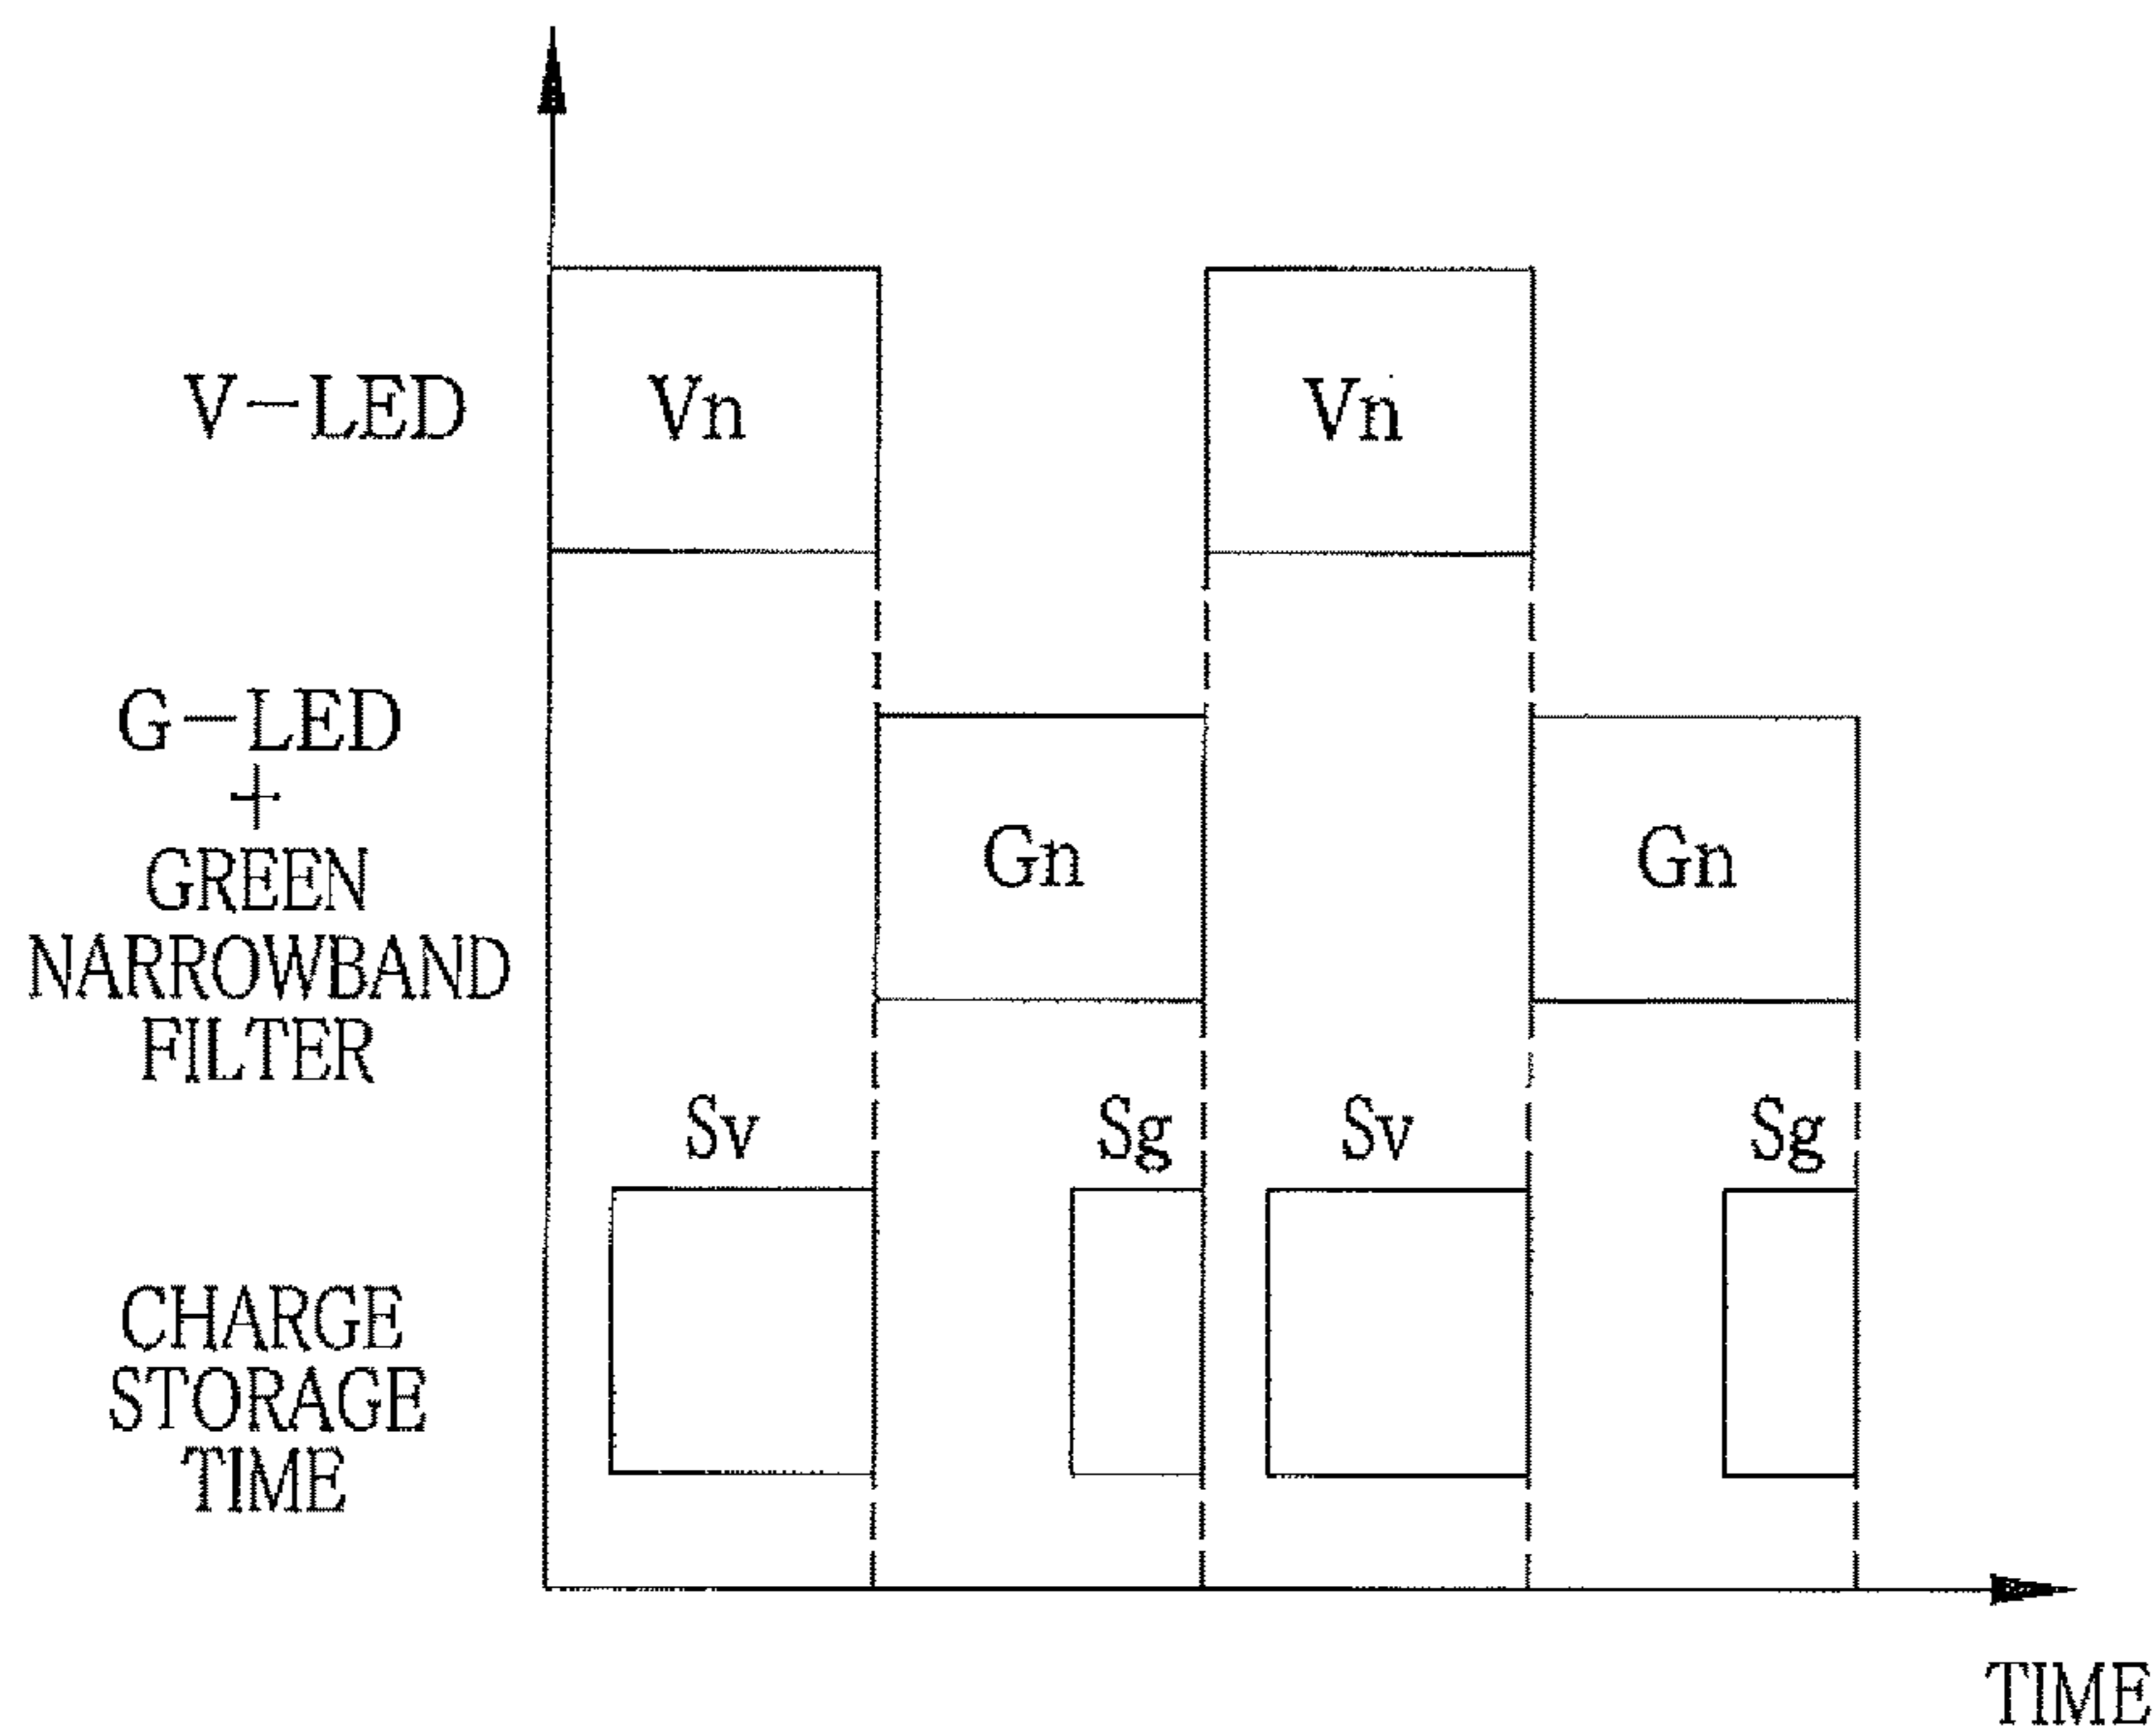 V-LED
Vn
Vn
G-LED
+
GREEN
NARROWBAND
FILTER
Gn
Gn
Sv
Sg
Sv
Sg
CHARGE
STORAGE
TIME
TIME